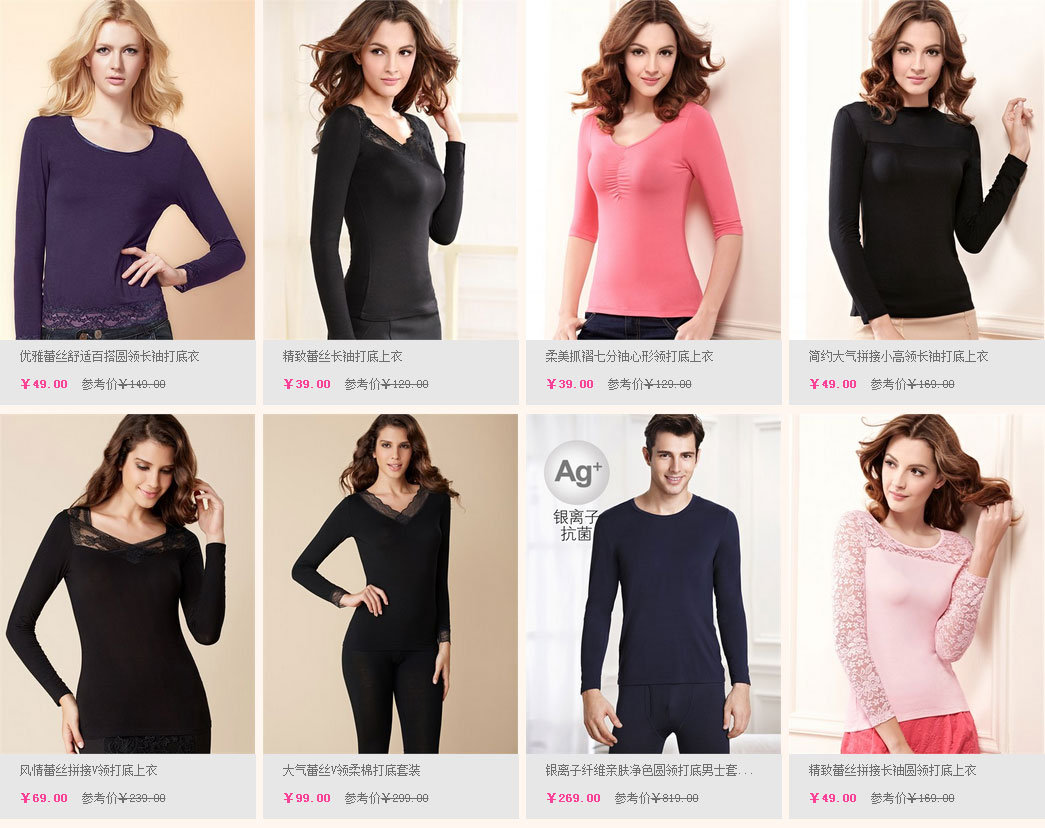 优雅蕾丝舒适百搭圆领长袖打底衣
¥49.00 参考价¥149.00
精致蕾丝长袖打底上衣
¥39.00 参考价¥129.00
柔美抓褶七分袖心形领打底上衣
¥39.00 参考价¥129.00
简约大气拼接小高领长袖打底衣
¥49.00 参考价¥169.00
风情蕾丝拼接V领打底上衣
¥69.00 参考价¥239.00
大气蕾丝V领柔棉打底套装
¥99.00 参考价¥299.00
Ag+
银离子
抗菌
银离子纤维亲肤净色圆领打底男士套...
¥269.00 参考价¥819.00
精致蕾丝拼接长袖圆领打底上衣
¥49.00 参考价¥169.00